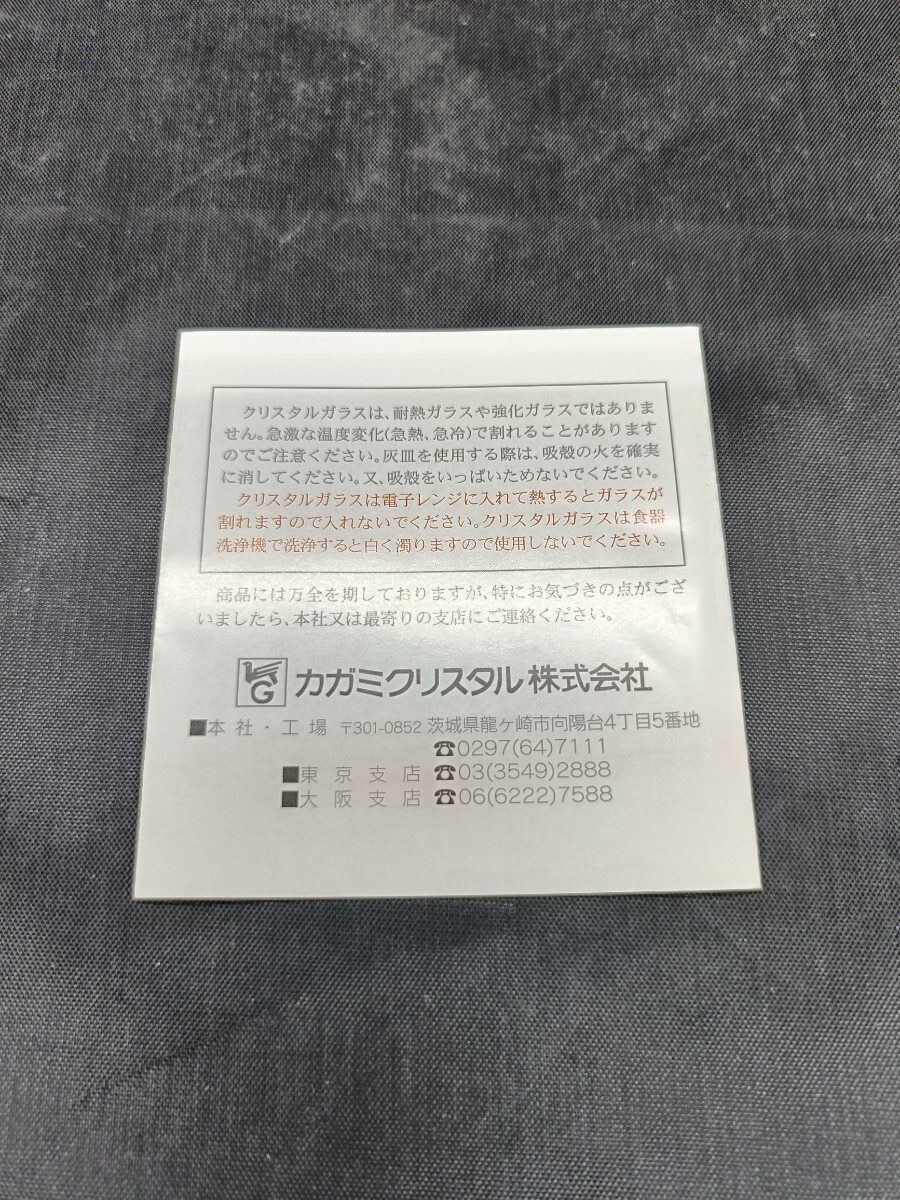 クリスタルガラスは、耐熱ガラスや強化ガラスではありま
せん。急激な温度変化(急熱、急冷)で割れることがあります
のでご注意ください。灰皿を使用する際は、吸殻の火を確実
に消してください。又、吸殻をいっぱいためないでください。
クリスタルガラスは電子レンジに入れて熱するとガラスが
割れますので入れないでください。クリスタルガラスは食器
洗浄機で洗浄すると白く濁りますので使用しないでください。
商品には万全を期しておりますが、特にお気づきの点がござ
いましたら、本社又は最寄りの支店にご連絡ください。
G カガミクリスタル株式会社
■本社・工場 〒301-0852 茨城県龍ヶ崎市向陽台4丁目5番地
☎0297(64)7111
■東京支店 ☎03(3549)2888
■大阪支店 ☎06(6222)7588